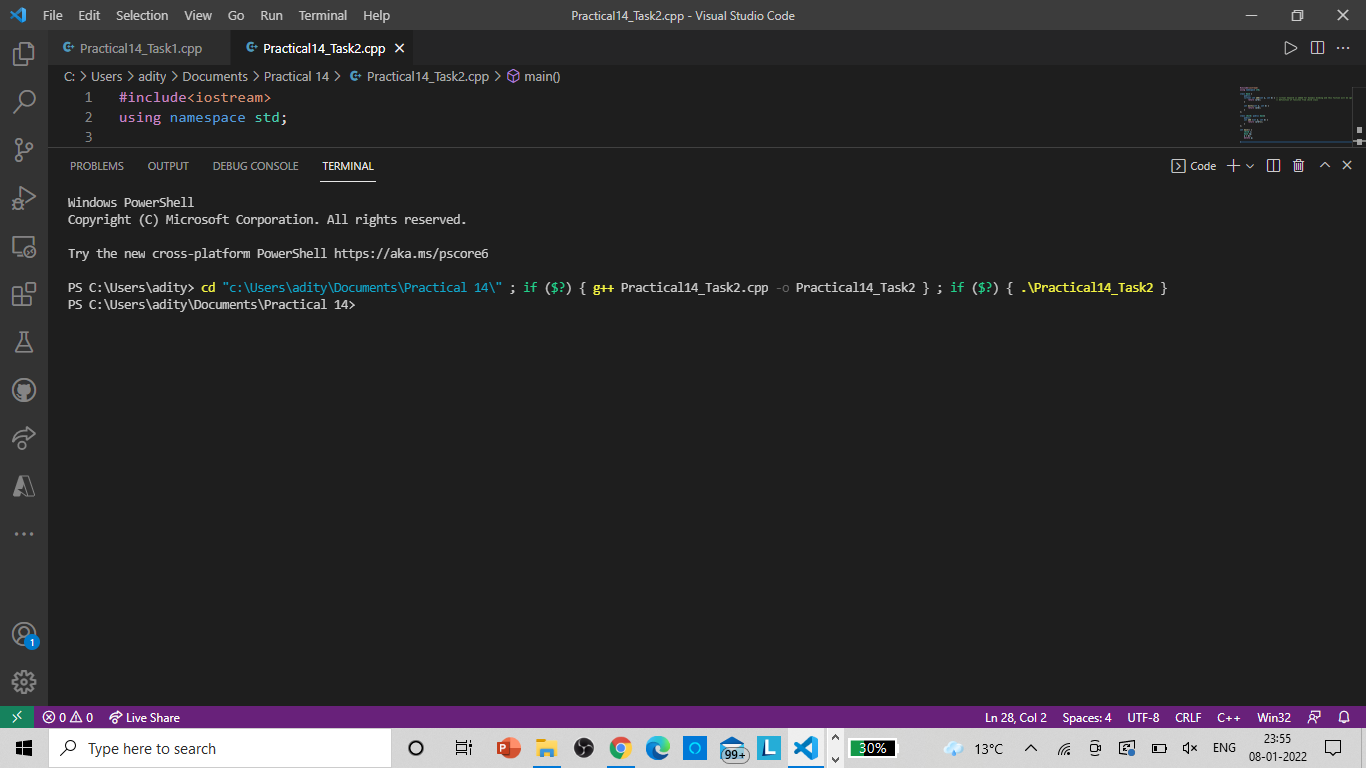 File Edit Selection View Go Run Terminal Help Practical14_Task2.cpp - Visual Studio Code
Practical14_Task1.cpp Practical14_Task2.cpp
C: > Users > adity > Documents > Practical 14 > Practical14_Task2.cpp > main()
1 #include<iostream>
2 using namespace std;
3
PROBLEMS OUTPUT DEBUG CONSOLE TERMINAL Code
Windows PowerShell
Copyright (C) Microsoft Corporation. All rights reserved.
Try the new cross-platform PowerShell https://aka.ms/pscore6
PS C:\Users\adity> cd "c:\Users\adity\Documents\Practical 14\" ; if ($?) { g++ Practical14_Task2.cpp -o Practical14_Task2 } ; if ($?) { .\Practical14_Task2 }
PS C:\Users\adity\Documents\Practical 14>
1
0 0 Live Share Ln 28, Col 2 Spaces: 4 UTF-8 CRLF C++ Win32
Type here to search 99+ L 30% 13°C ENG 23:55
08-01-2022